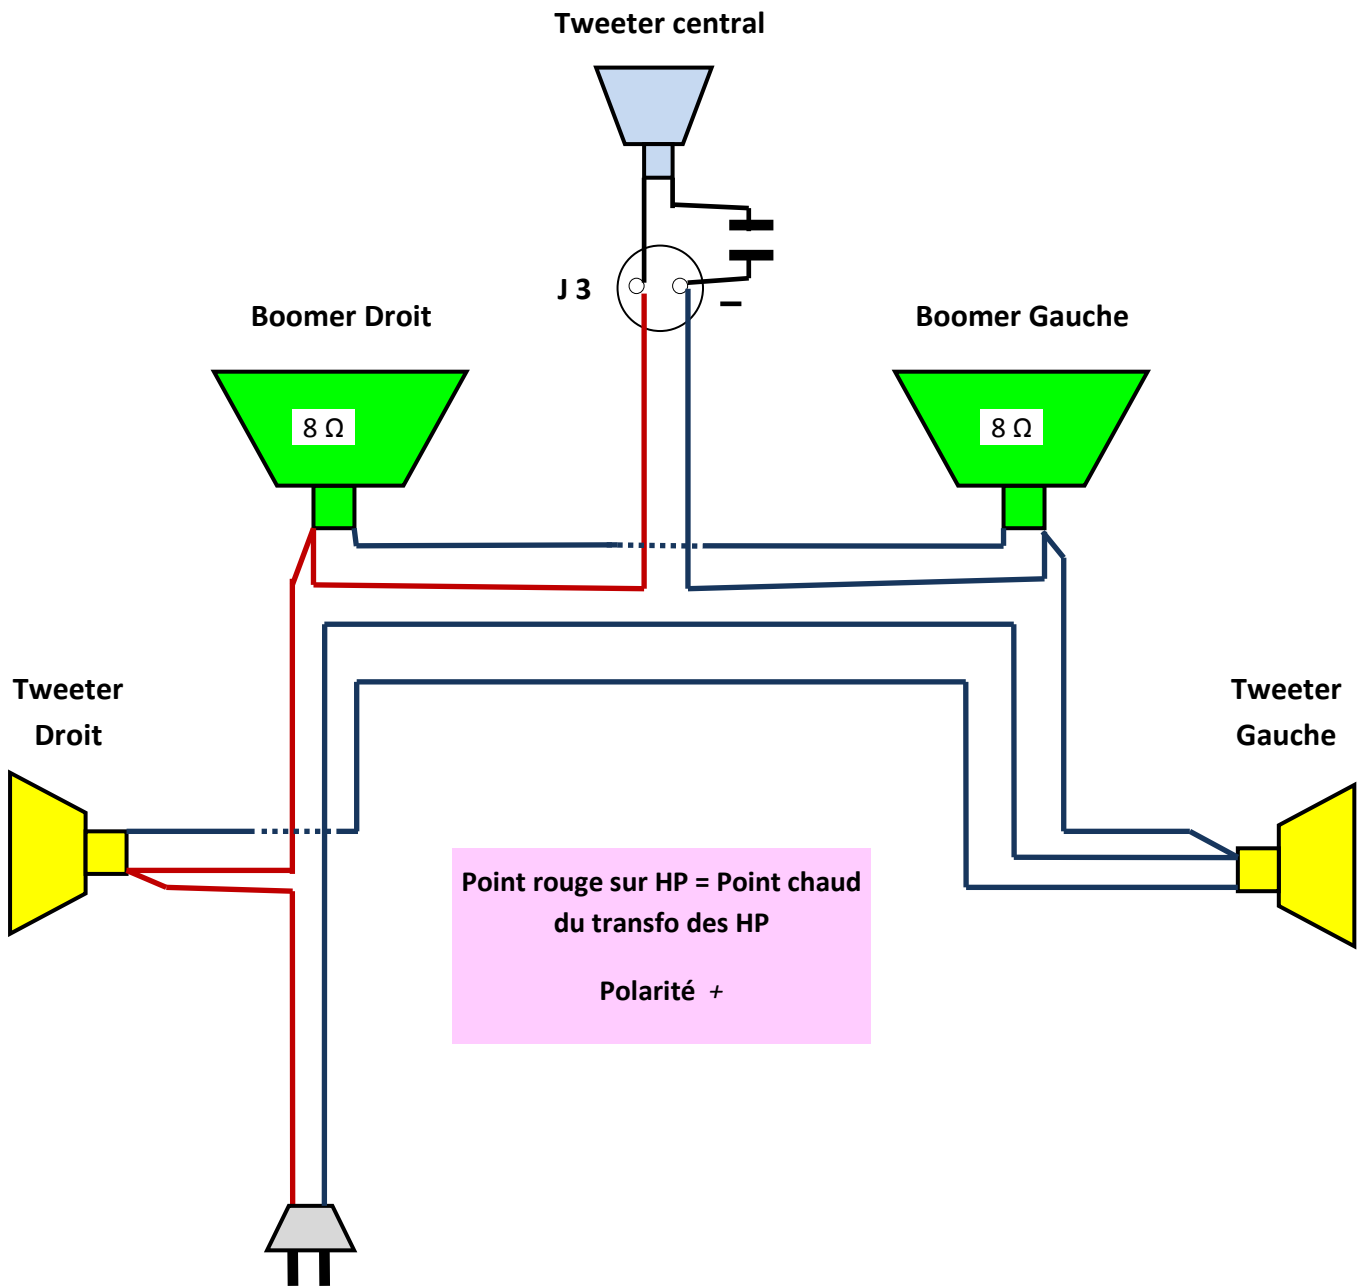 Tweeter central
J 3
–
Boomer Droit
Boomer Gauche
8 Ω
8 Ω
Tweeter
Droit
Tweeter
Gauche
Point rouge sur HP = Point chaud
du transfo des HP
Polarité +